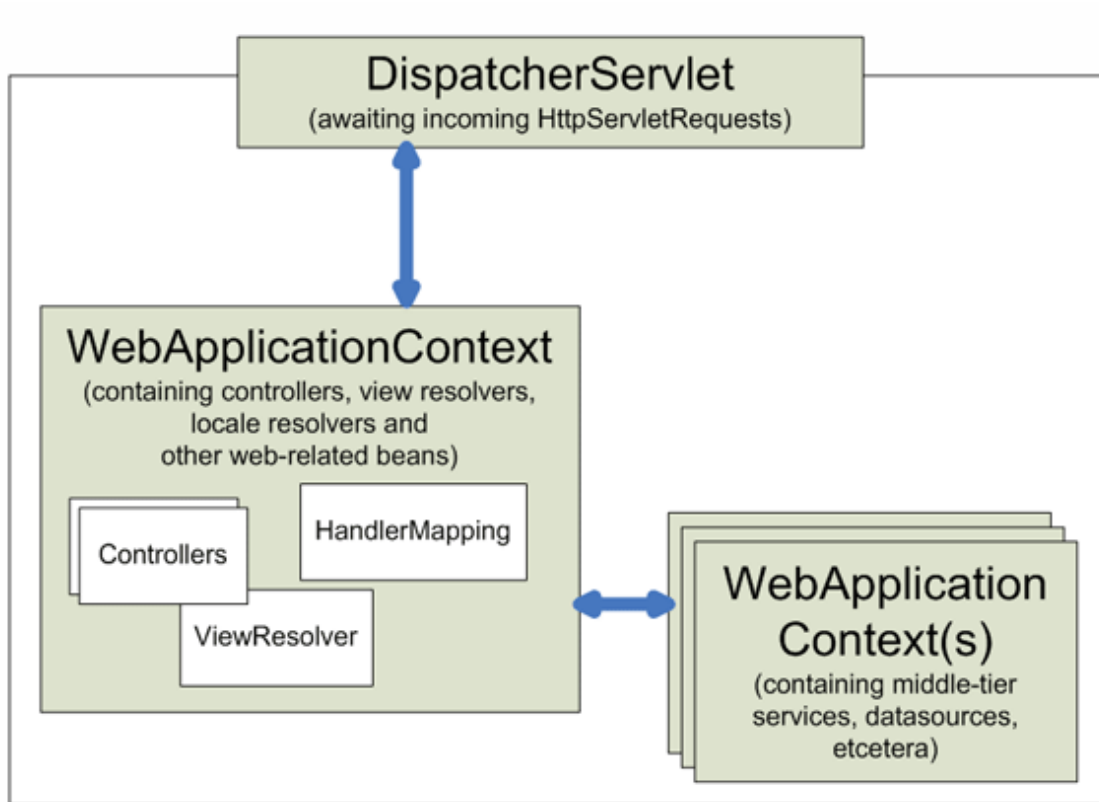 DispatcherServlet
(awaiting incoming HttpServletRequests)
WebApplicationContext
(containing controllers, view resolvers,
locale resolvers and
other web-related beans)
HandlerMapping
Controllers
ViewResolver
WebApplication
Context(s)
(containing middle-tier
services, datasources,
etcetera)